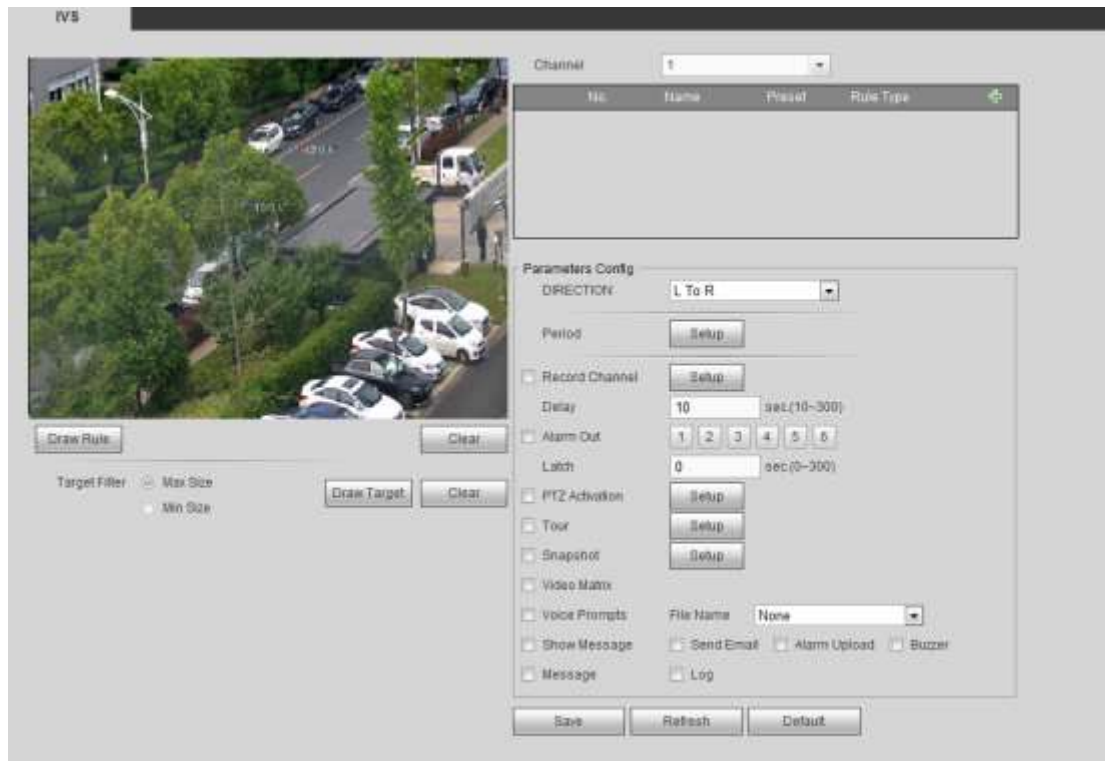 IVS
Channel 1
No. Name Preset Rule Type
Parameters Config
DIRECTION L To R
Period Setup
Record Channel Setup
Delay 10 sec.(10~300)
Draw Rule Clear
Alarm Out 1 2 3 4 5 6
Latch 0 sec.(0~300)
Target Filter Max Size
Min Size
Draw Target Clear
PTZ Activation Setup
Tour Setup
Snapshot Setup
Video Matrix
Voice Prompts File Name None
Show Message Send Email Alarm Upload Buzzer
Message Log
Save Refresh Default